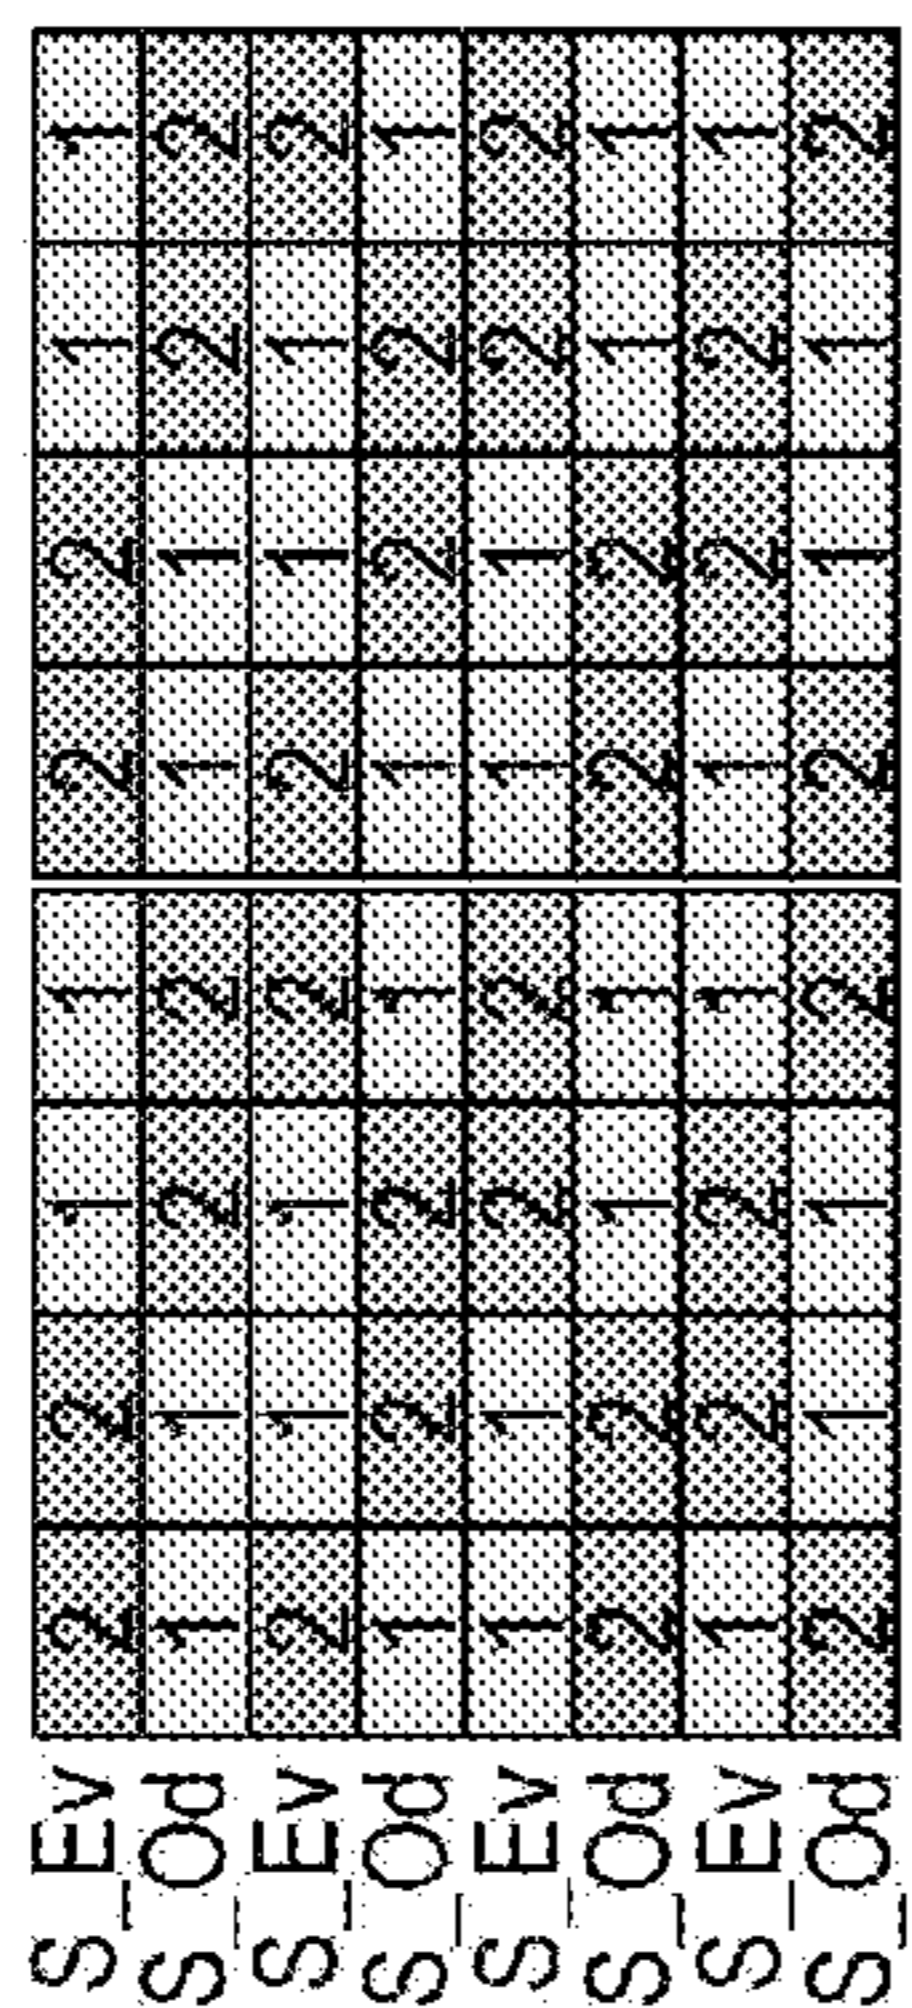 S_Ev 2 2 1 1 2 2 1 1
S_Od 1 1 2 2 1 1 2 2
S_Ev 2 1 1 2 2 1 1 2
S_Od 1 2 2 1 1 2 2 1
S_Ev 1 1 2 2 1 1 2 2
S_Od 2 2 1 1 2 2 1 1
S_Ev 1 2 2 1 1 2 2 1
S_Od 2 1 1 2 2 1 1 2